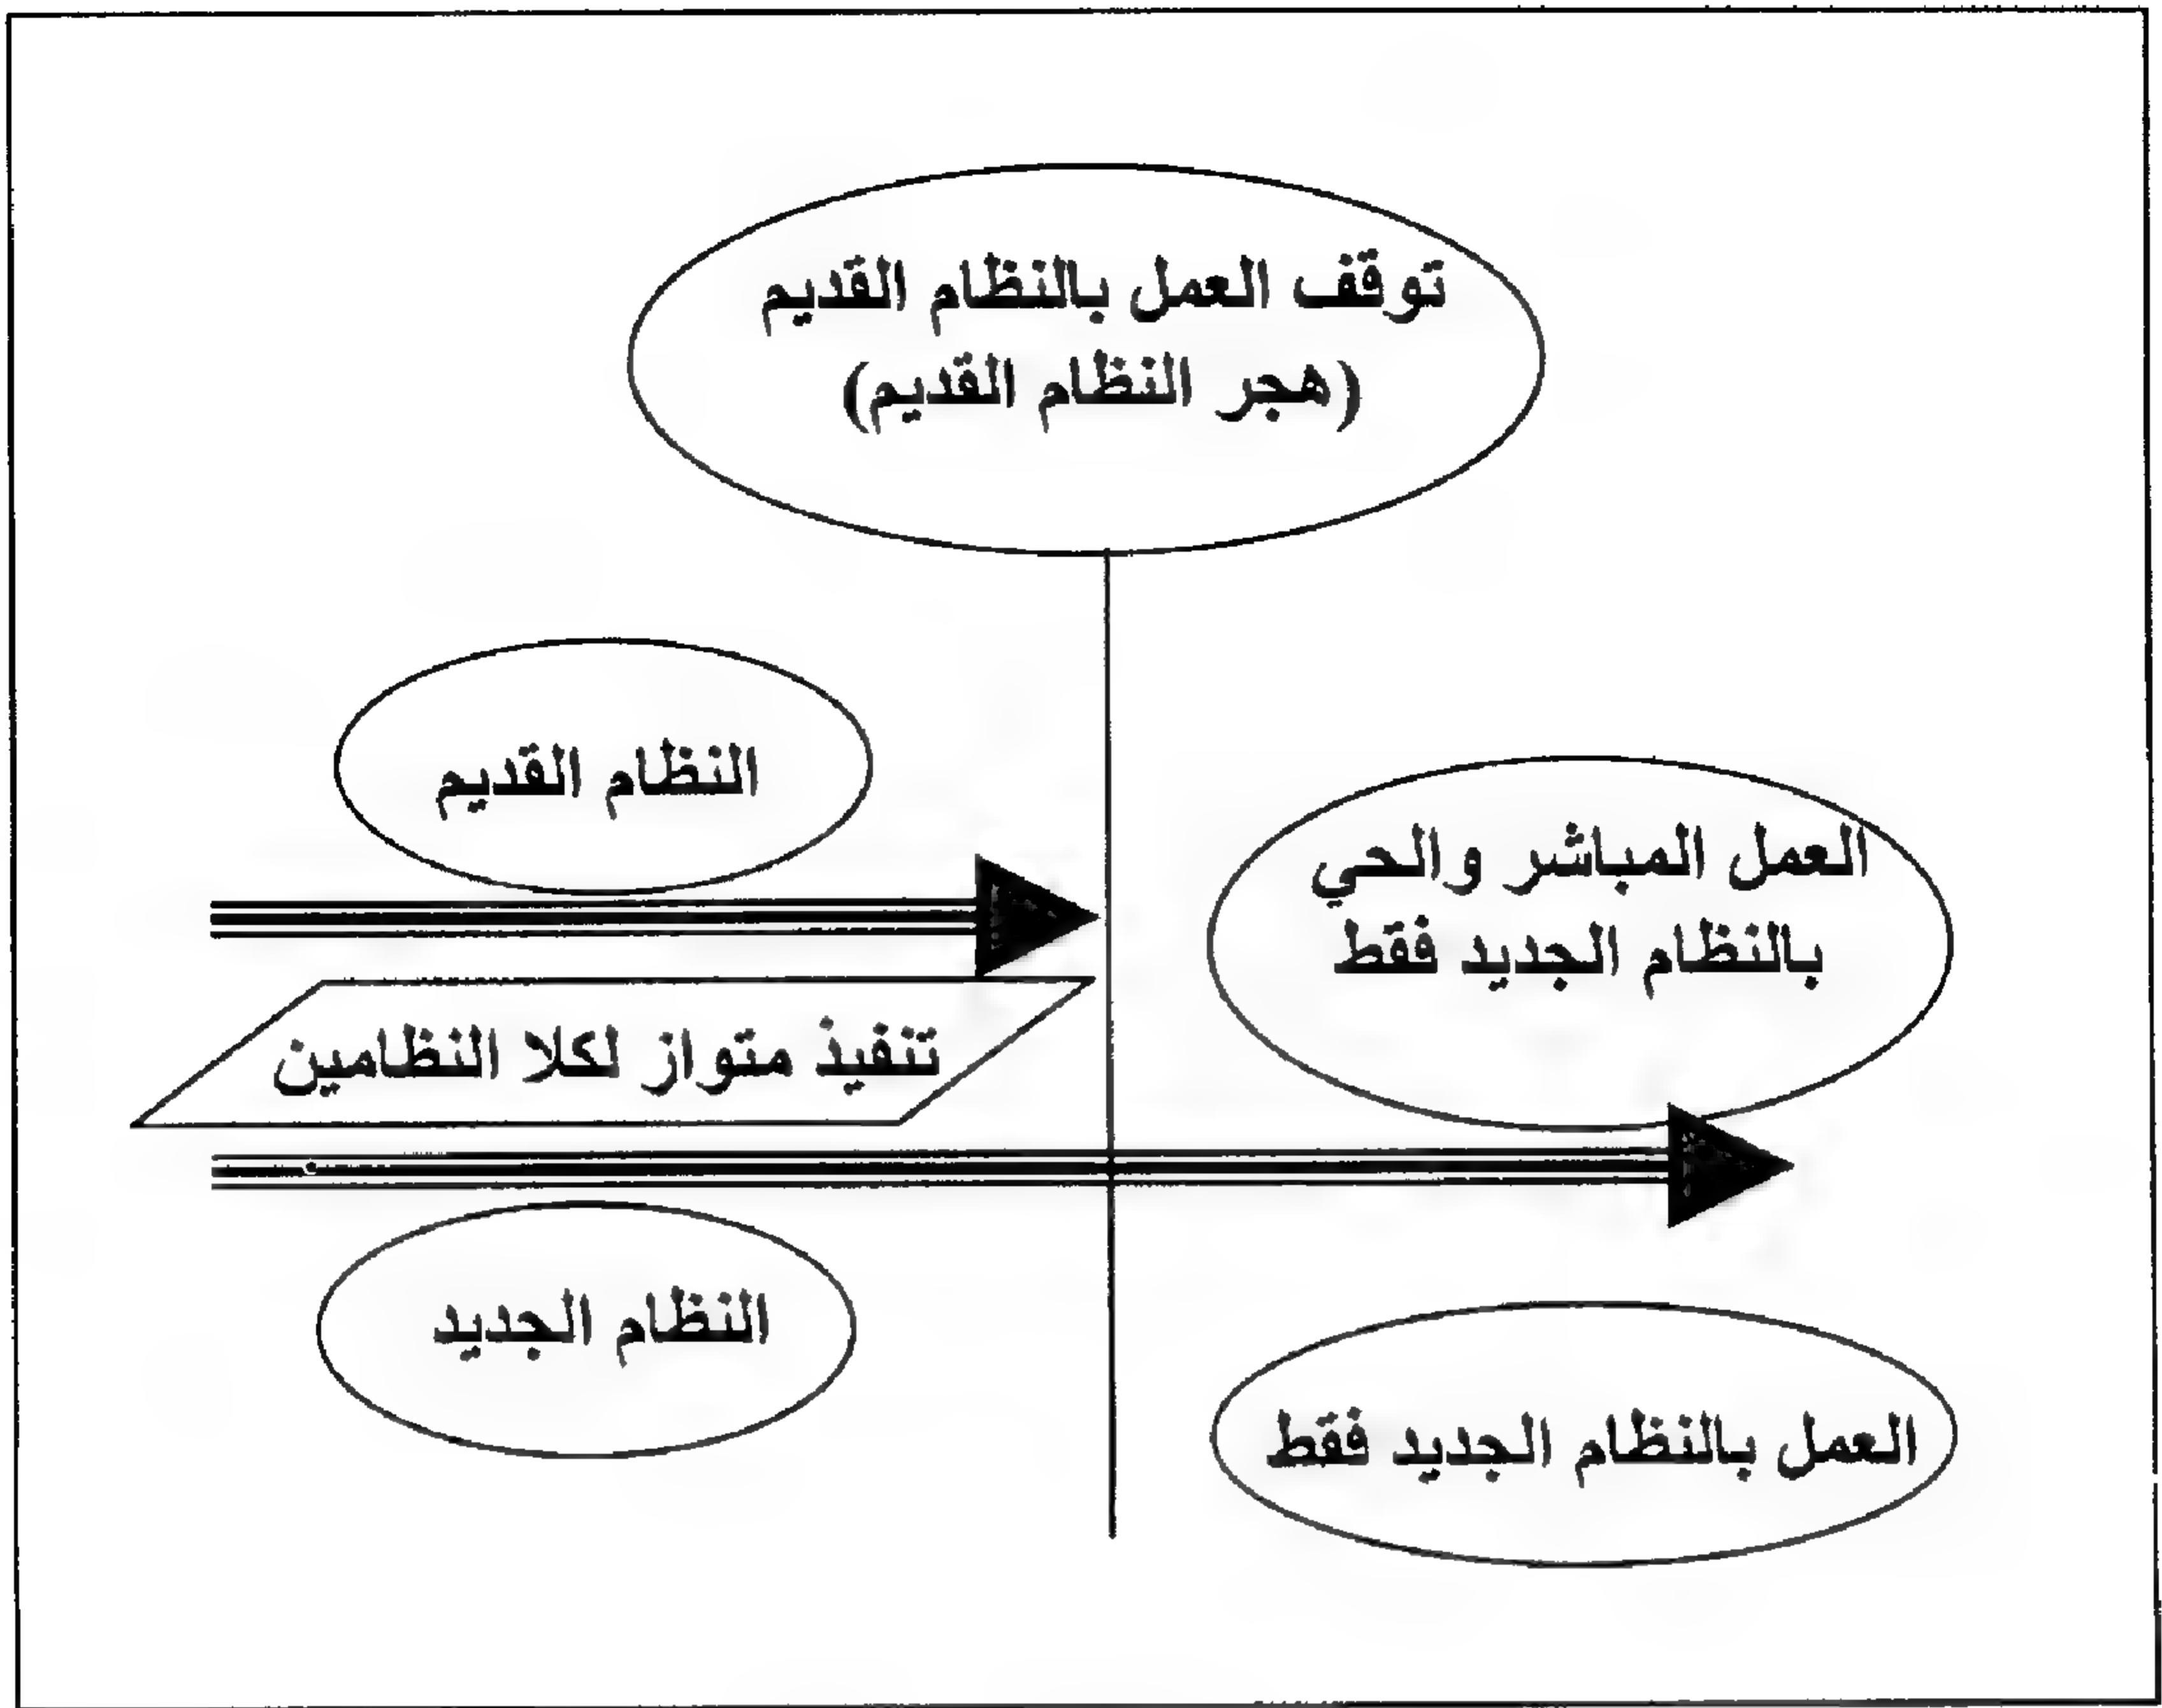 توقف العمل بالنظام القديم
(هجر النظام القديم)
النظام القديم
العمل المباشر والحي
بالنظام الجديد فقط
تنفيذ متواز لكلا النظامين
النظام الجديد
العمل بالنظام الجديد فقط